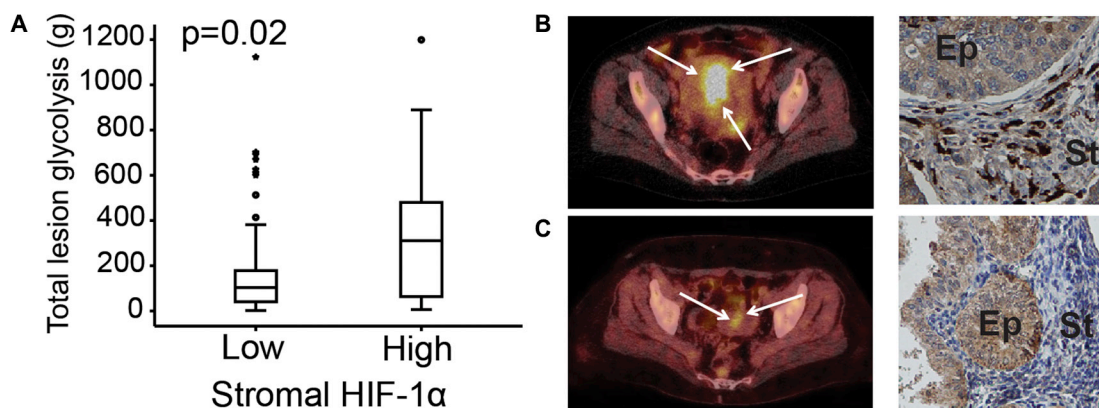 A
Total lesion glycolysis (g)
1200
1000
800
600
400
200
0
p=0.02
Low
High
Stromal HIF-1α
B
Ep
St
C
Ep
St